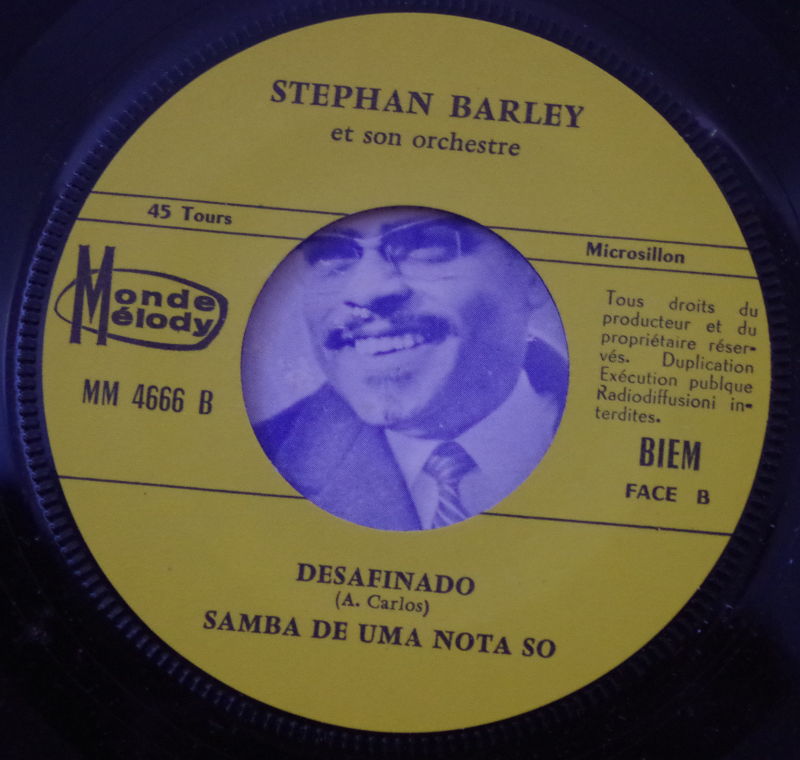 STEPHAN BARLEY
et son orchestre
45 Tours
Microsillon
Monde
Mélody
MM 4666 B
Tous droits du
producteur et du
propriétaire réser-
vés. Duplication
Exécution publque
Radiodiffusioni in-
terdites.
BIEM
FACE B
DESAFINADO
(A. Carlos)
SAMBA DE UMA NOTA SO